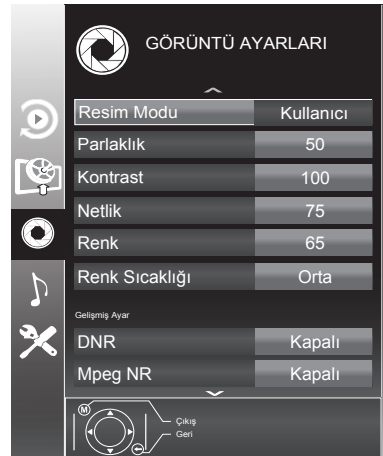 GÖRÜNTÜ AYARLARI
Resim Modu Kullanıcı
Parlaklık 50
Kontrast 100
Netlik 75
Renk 65
Renk Sıcaklığı Orta
Gelişmiş Ayar
DNR Kapalı
Mpeg NR Kapalı
M
Çıkış
Geri